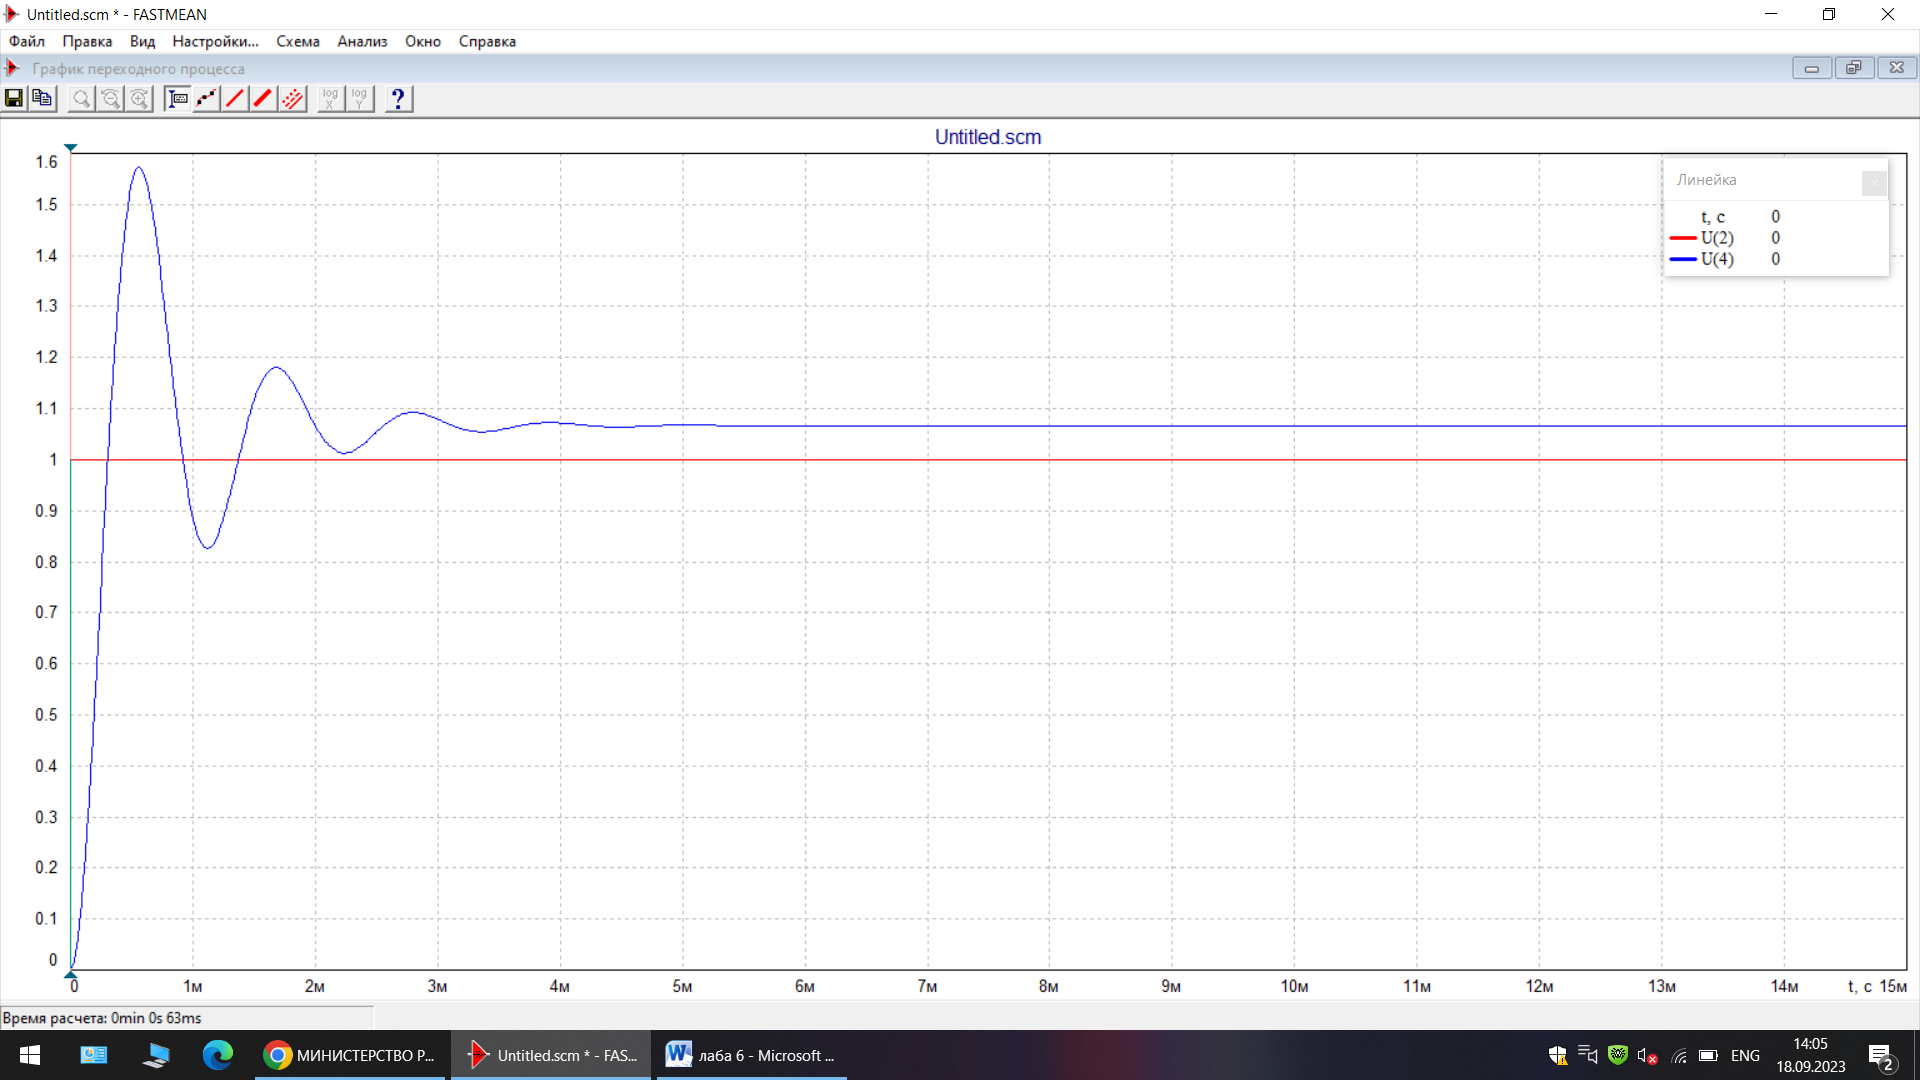 Untitled.scm * - FASTMEAN
Файл Правка Вид Настройки... Схема Анализ Окно Справка
График переходного процесса
log X log Y ?
Untitled.scm
1.6
1.5
1.4
1.3
1.2
1.1
1
0.9
0.8
0.7
0.6
0.5
0.4
0.3
0.2
0.1
0
Линейка
t, c 0
U(2) 0
U(4) 0
0 1м 2м 3м 4м 5м 6м 7м 8м 9м 10м 11м 12м 13м 14м t, c 15м
Время расчета: 0min 0s 63ms
МИНИСТЕРСТВО Р... Untitled.scm * - FAS... лаба 6 - Microsoft ... ENG 14:05
18.09.2023 2